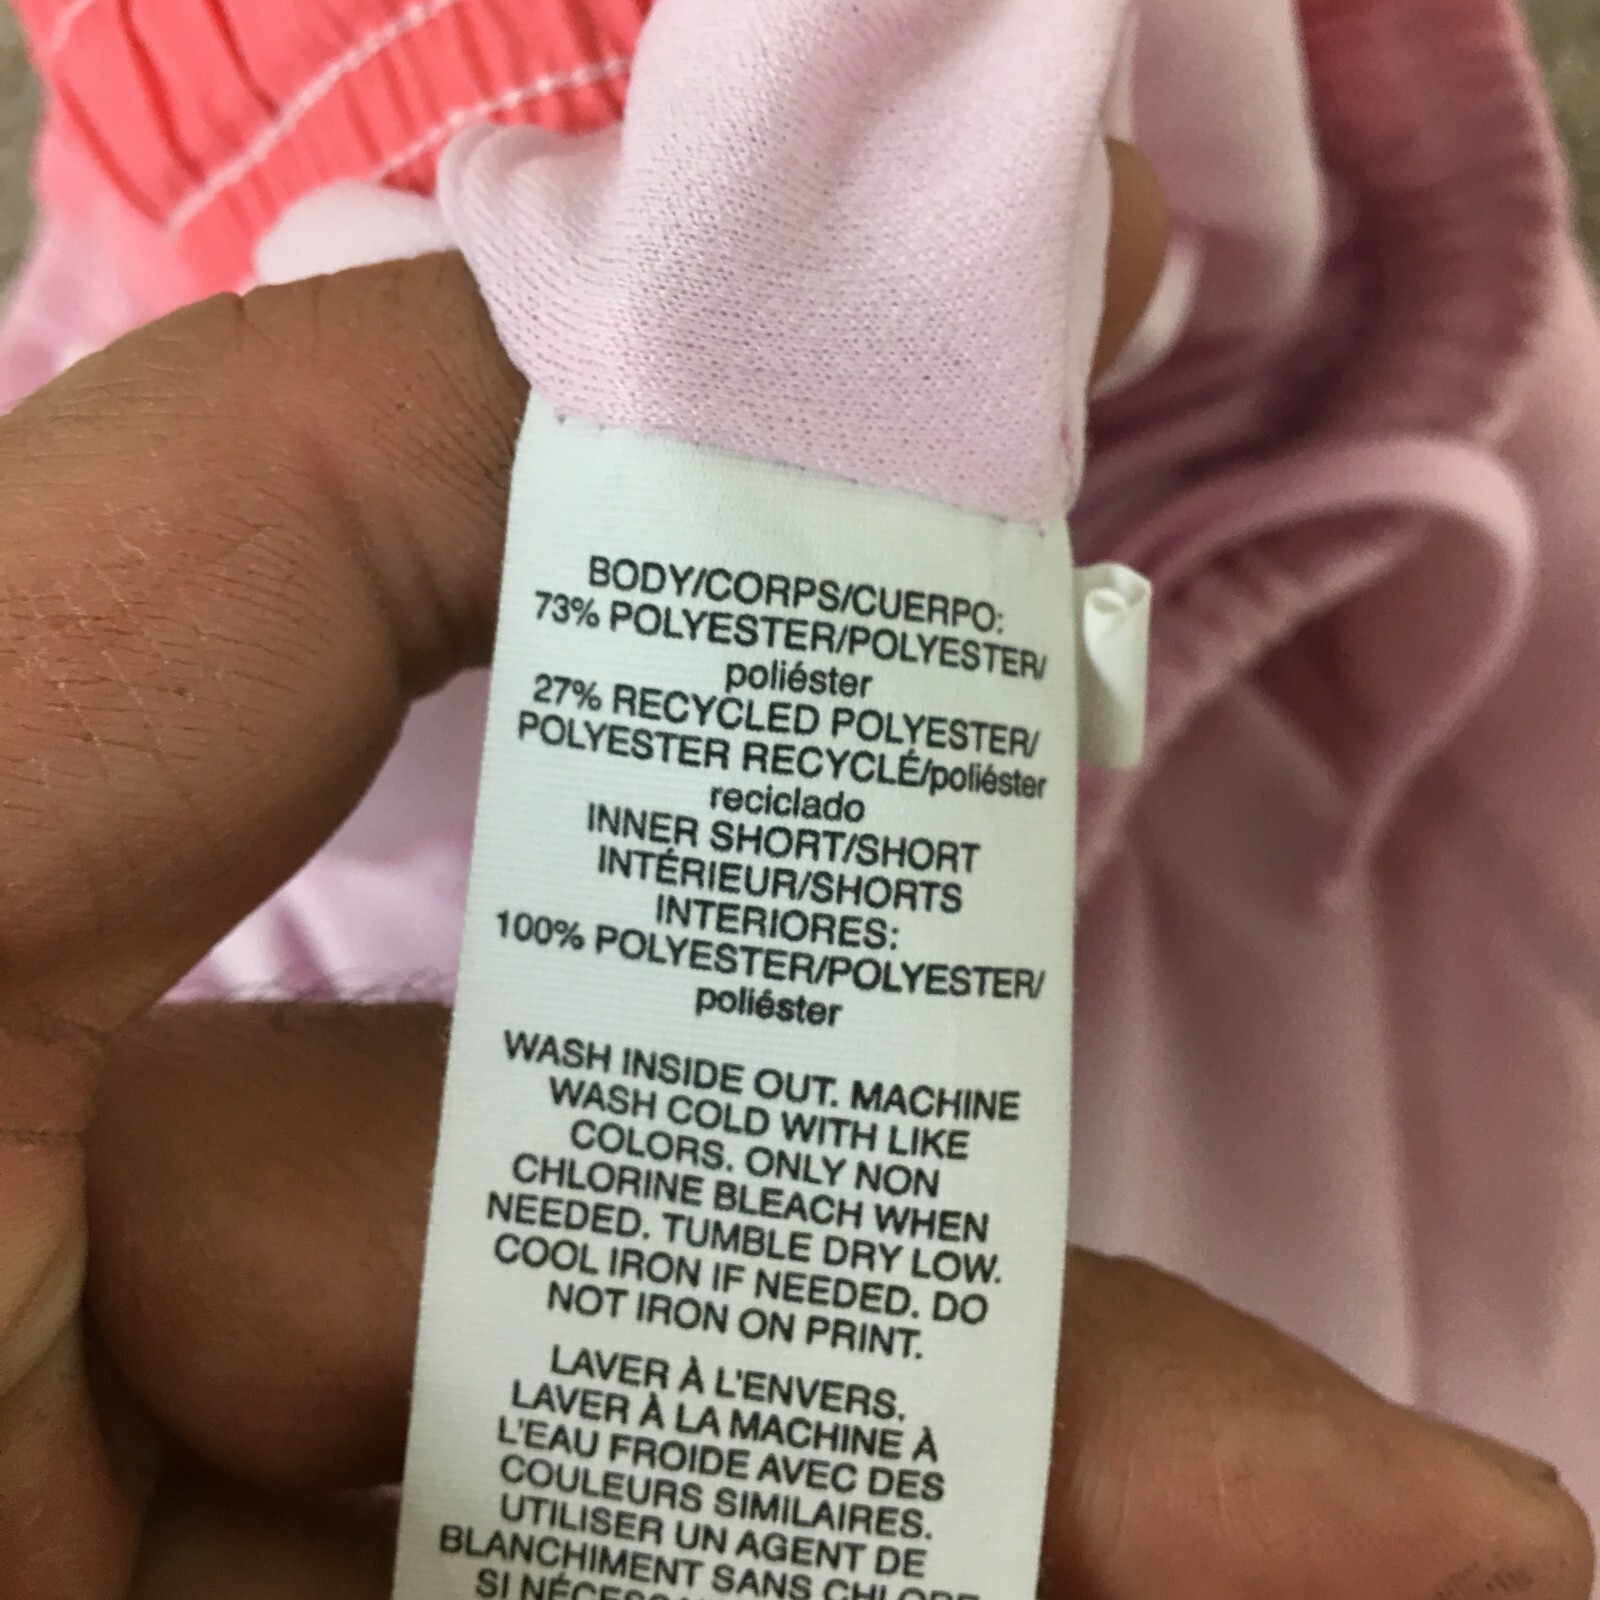 BODY/CORPS/CUERPO:
73% POLYESTER/POLYESTER/
poliéster
27% RECYCLED POLYESTER/
POLYESTER RECYCLÉ/poliéster
reciclado
INNER SHORT/SHORT
INTÉRIEUR/SHORTS
INTERIORES:
100% POLYESTER/POLYESTER/
poliéster
WASH INSIDE OUT. MACHINE
WASH COLD WITH LIKE
COLORS. ONLY NON
CHLORINE BLEACH WHEN
NEEDED. TUMBLE DRY LOW.
COOL IRON IF NEEDED. DO
NOT IRON ON PRINT.
LAVER À L'ENVERS.
LAVER À LA MACHINE À
L'EAU FROIDE AVEC DES
COULEURS SIMILAIRES.
UTILISER UN AGENT DE
BLANCHIMENT SANS CHLORE
SI